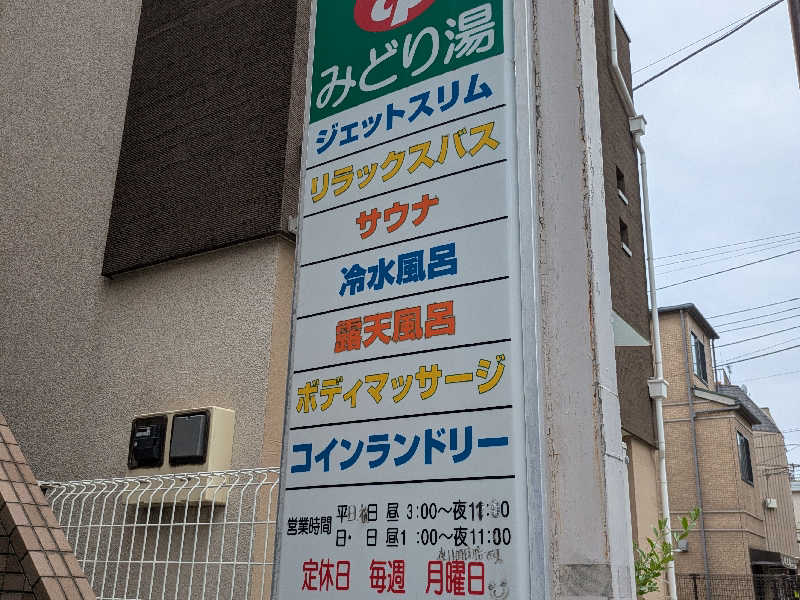 みどり湯
ジェットスリム
リラックスバス
サウナ
冷水風呂
露天風呂
ボディマッサージ
コインランドリー
営業時間
平日 日 昼 3:00〜夜11:00
日・ 日 昼1 :00〜夜11:00
定休日 毎週 月曜日